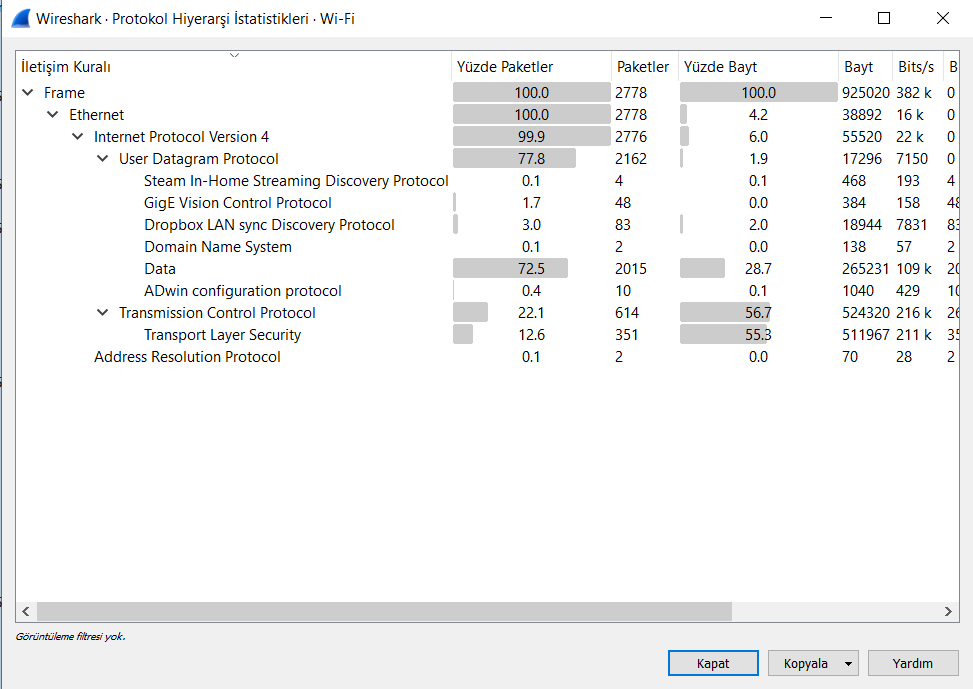 Wireshark · Protokol Hiyerarşi İstatistikleri · Wi-Fi
İletişim Kuralı Yüzde Paketler Paketler Yüzde Bayt Bayt Bits/s B
Frame 100.0 2778 100.0 925020 382 k 0
Ethernet 100.0 2778 4.2 38892 16 k 0
Internet Protocol Version 4 99.9 2776 6.0 55520 22 k 0
User Datagram Protocol 77.8 2162 1.9 17296 7150 0
Steam In-Home Streaming Discovery Protocol 0.1 4 0.1 468 193 4
GigE Vision Control Protocol 1.7 48 0.0 384 158 48
Dropbox LAN sync Discovery Protocol 3.0 83 2.0 18944 7831 83
Domain Name System 0.1 2 0.0 138 57 2
Data 72.5 2015 28.7 265231 109 k 20
ADwin configuration protocol 0.4 10 0.1 1040 429 10
Transmission Control Protocol 22.1 614 56.7 524320 216 k 26
Transport Layer Security 12.6 351 55.3 511967 211 k 35
Address Resolution Protocol 0.1 2 0.0 70 28 2
Görüntüleme filtresi yok.
Kapat Kopyala Yardım